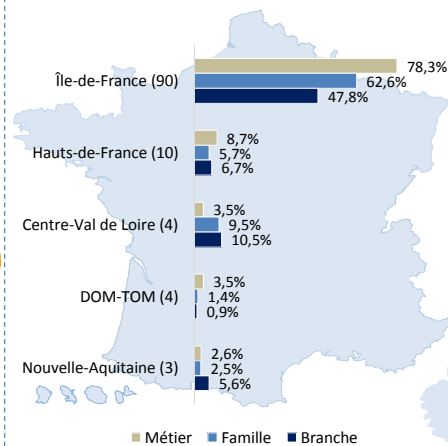 78,3%
Île-de-France (90)
62,6%
47,8%
8,7%
Hauts-de-France (10)
5,7%
6,7%
3,5%
Centre-Val de Loire (4)
9,5%
10,5%
3,5%
DOM-TOM (4)
1,4%
0,9%
2,6%
Nouvelle-Aquitaine (3)
2,5%
5,6%
Métier Famille Branche